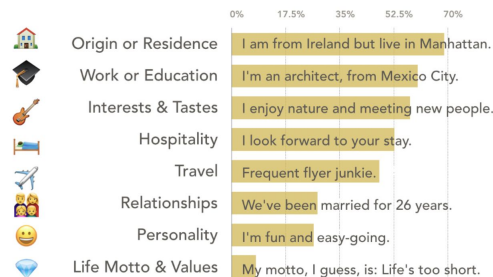 0% 17.5% 35% 52.5% 70%
Origin or Residence I am from Ireland but live in Manhattan.
Work or Education I'm an architect, from Mexico City.
Interests & Tastes I enjoy nature and meeting new people.
Hospitality I look forward to your stay.
Travel Frequent flyer junkie.
Relationships We've been married for 26 years.
Personality I'm fun and easy-going.
Life Motto & Values My motto, I guess, is: Life's too short.